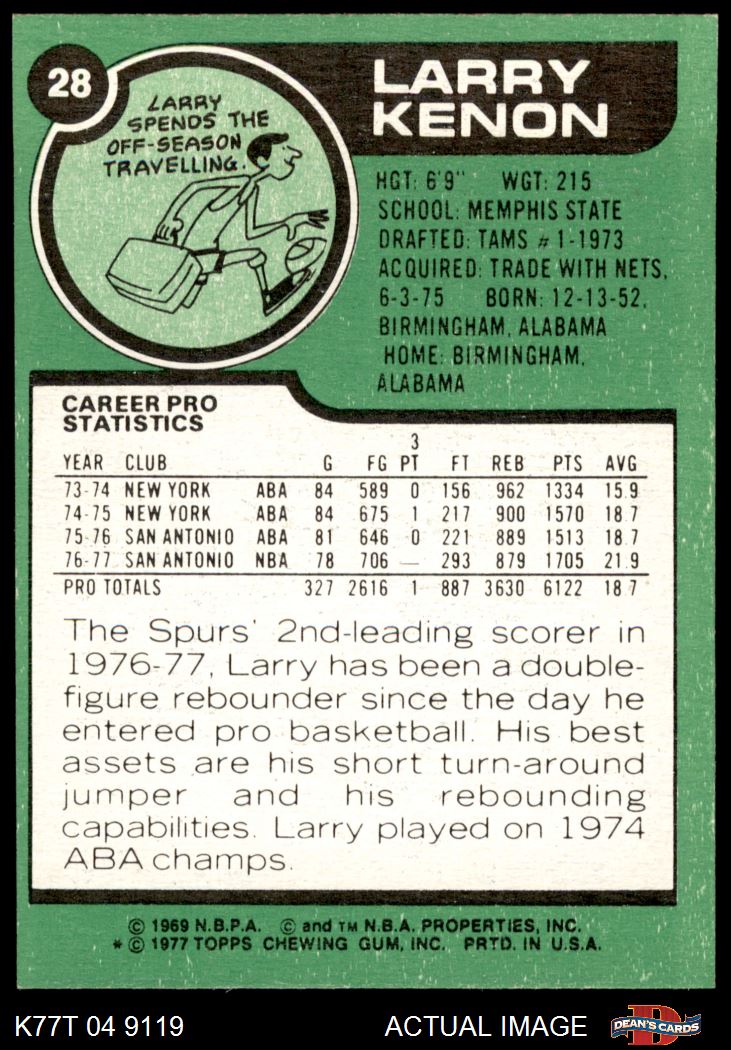 28
LARRY
SPENDS THE
OFF-SEASON
TRAVELLING.
LARRY
KENON
HGT: 6'9" WGT: 215
SCHOOL: MEMPHIS STATE
DRAFTED: TAMS #1-1973
ACQUIRED: TRADE WITH NETS,
6-3-75 BORN: 12-13-52,
BIRMINGHAM, ALABAMA
HOME: BIRMINGHAM,
ALABAMA
CAREER PRO
STATISTICS
3
YEAR CLUB G FG PT FT REB PTS AVG
73-74 NEW YORK ABA 84 589 0 156 962 1334 15.9
74-75 NEW YORK ABA 84 675 1 217 900 1570 18.7
75-76 SAN ANTONIO ABA 81 646 0 221 889 1513 18.7
76-77 SAN ANTONIO NBA 78 706 — 293 879 1705 21.9
PRO TOTALS 327 2616 1 887 3630 6122 18.7
The Spurs' 2nd-leading scorer in
1976-77, Larry has been a double-
figure rebounder since the day he
entered pro basketball. His best
assets are his short turn-around
jumper and his rebounding
capabilities. Larry played on 1974
ABA champs.
© 1969 N.B.P.A. © and TM N.B.A. PROPERTIES, INC.
* © 1977 TOPPS CHEWING GUM, INC. PRTD. IN U.S.A.
K77T 04 9119 ACTUAL IMAGE D DEAN'S CARDS